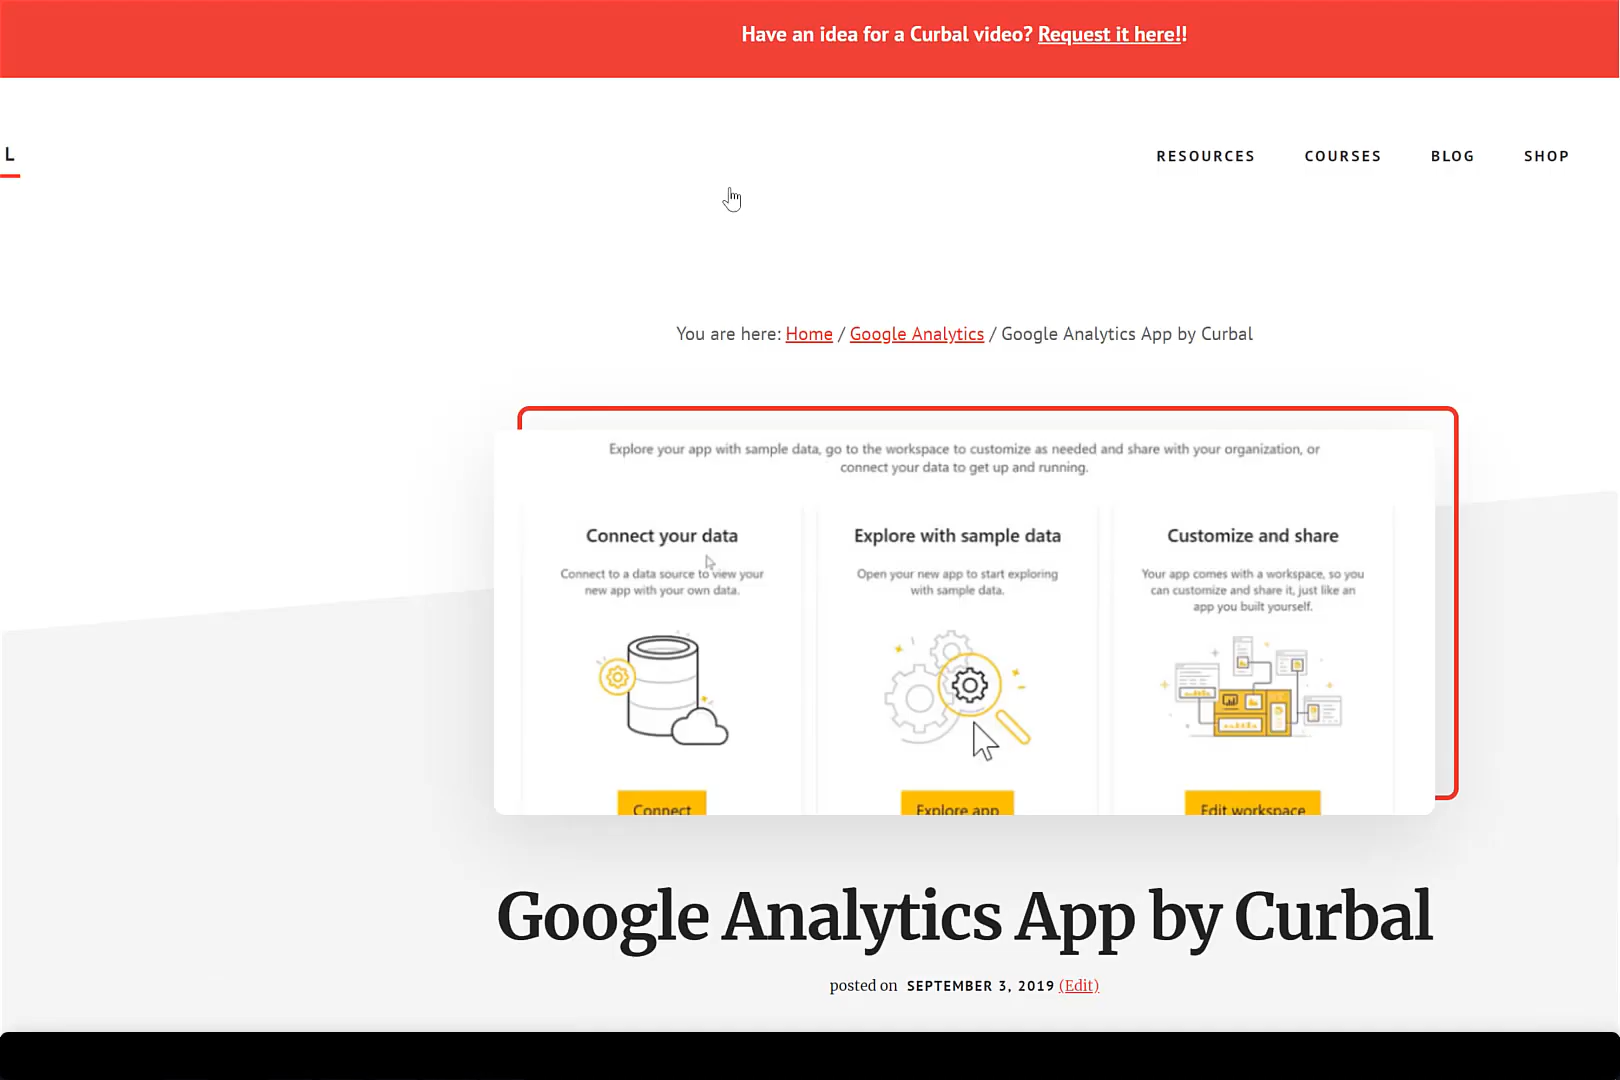 Have an idea for a Curbal video? Request it here!!
L
RESOURCES COURSES BLOG SHOP
You are here: Home / Google Analytics / Google Analytics App by Curbal
Explore your app with sample data, go to the workspace to customize as needed and share with your organization, or
connect your data to get up and running.
Connect your data
Connect to a data source to view your
new app with your own data.
Connect
Explore with sample data
Open your new app to start exploring
with sample data.
Explore app
Customize and share
Your app comes with a workspace, so you
can customize and share it, just like an
app you built yourself.
Edit workspace
Google Analytics App by Curbal
posted on SEPTEMBER 3, 2019 (Edit)